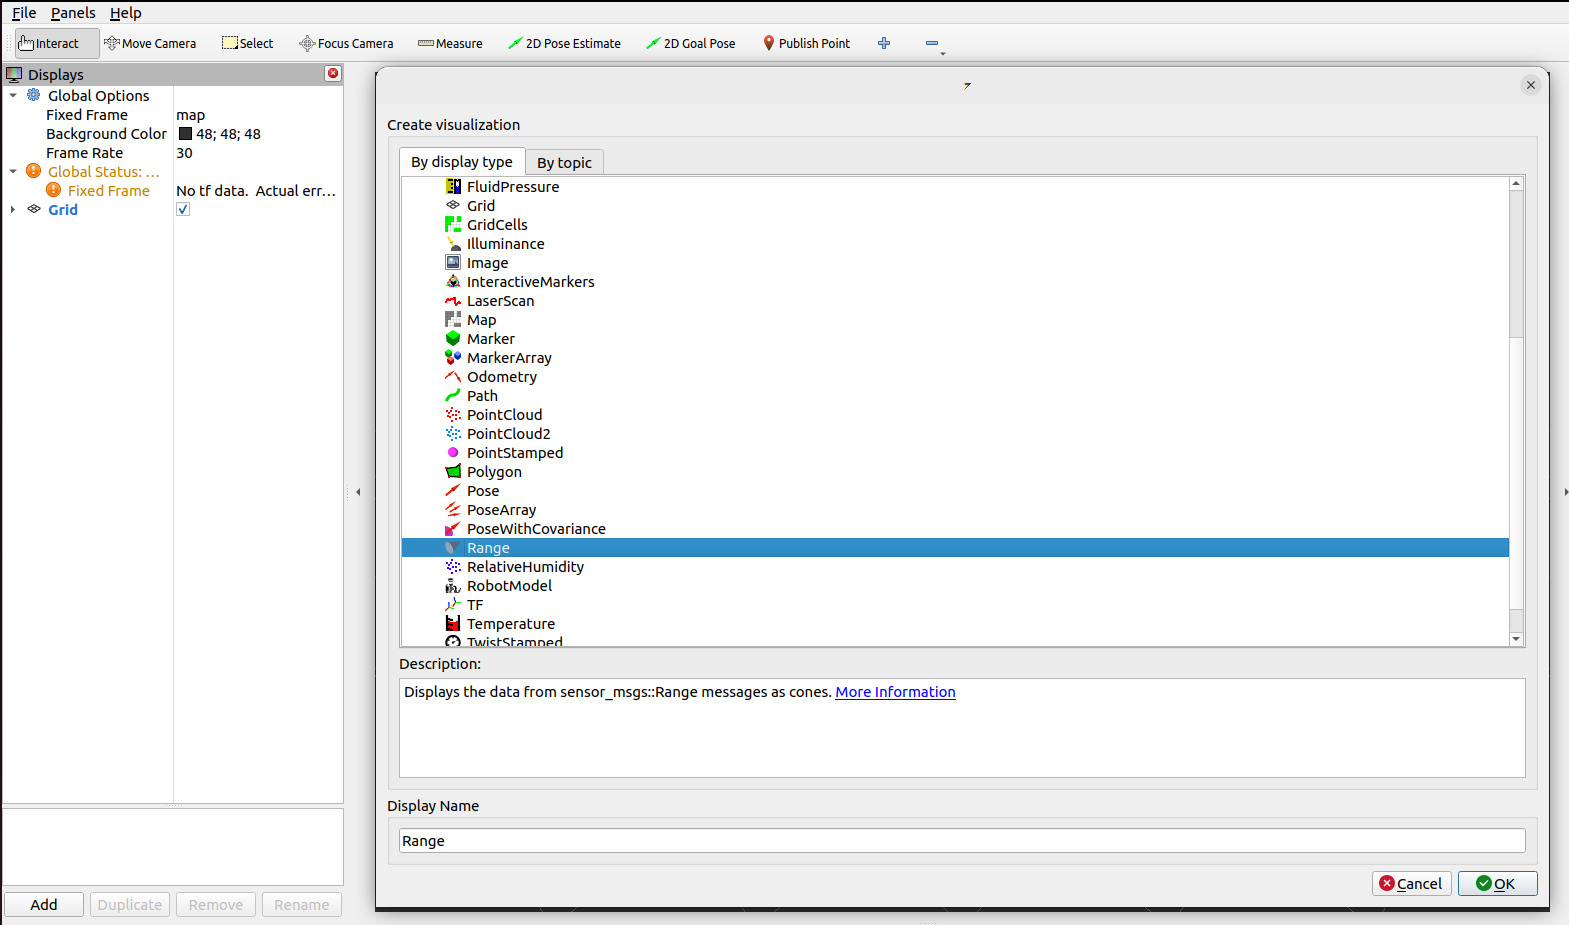 File Panels Help
Interact Move Camera Select Focus Camera Measure 2D Pose Estimate 2D Goal Pose Publish Point
Displays
Global Options
Fixed Frame map
Background Color 48; 48; 48
Frame Rate 30
Global Status: ...
Fixed Frame No tf data. Actual err...
Grid
Create visualization
By display type By topic
FluidPressure
Grid
GridCells
Illuminance
Image
InteractiveMarkers
LaserScan
Map
Marker
MarkerArray
Odometry
Path
PointCloud
PointCloud2
PointStamped
Polygon
Pose
PoseArray
PoseWithCovariance
Range
RelativeHumidity
RobotModel
TF
Temperature
TwistStamped
Description:
Displays the data from sensor_msgs::Range messages as cones. More Information
Display Name
Range
Cancel OK
Add Duplicate Remove Rename